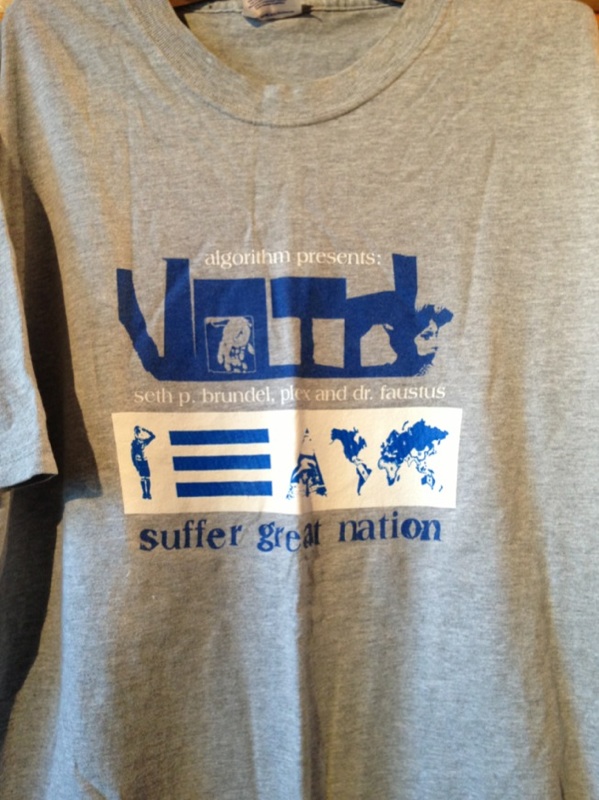 algorithm presents:
seth p. brundel, plex and dr. faustus
suffer great nation